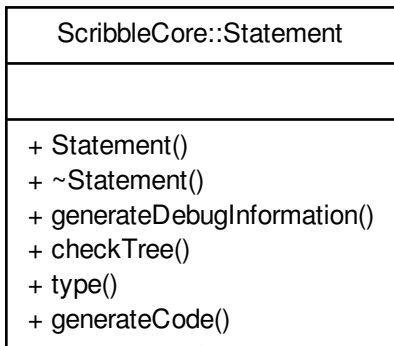 ScribbleCore::Statement
+ Statement()
+ ~Statement()
+ generateDebugInformation()
+ checkTree()
+ type()
+ generateCode()